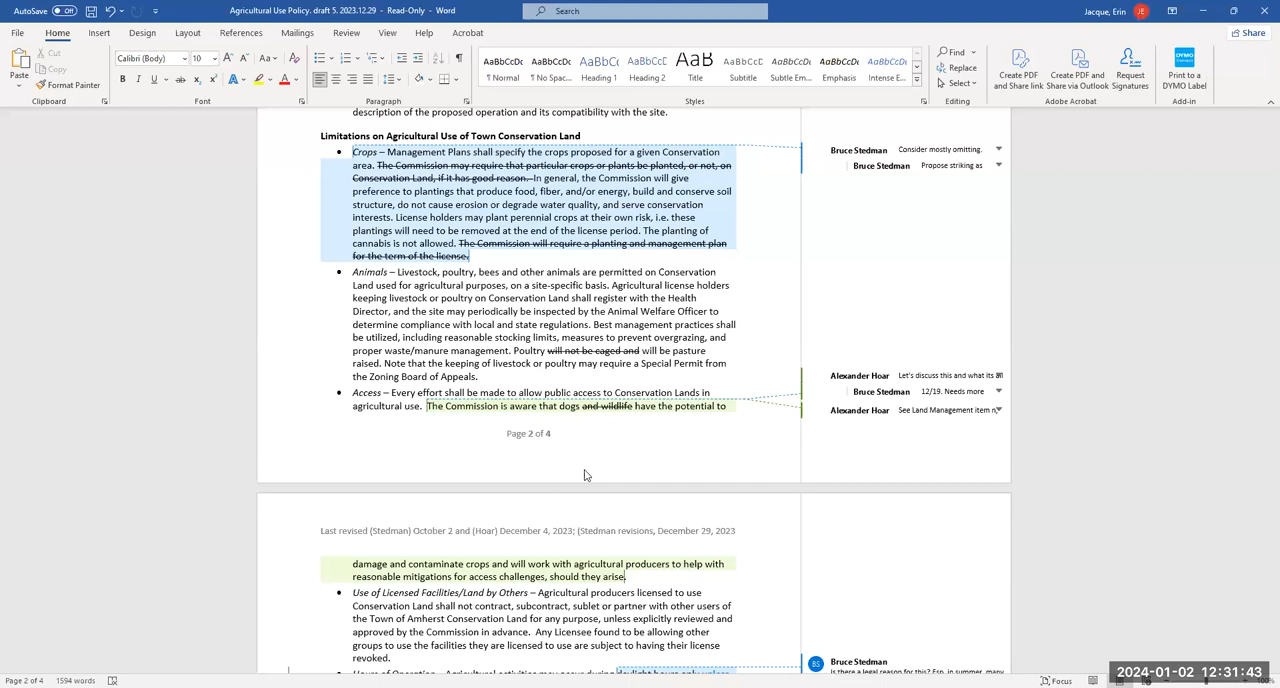 AutoSave Off Agricultural Use Policy. draft 5. 2023.12.29 - Read-Only - Word Search Jacque, Erin JE
File Home Insert Design Layout References Mailings Review View Help Acrobat Share
Paste Cut Copy Format Painter Calibri (Body) 10 Find Replace Select
AaBbCcDc AaBbCcDc AaBbCc AaBbCcC AaB AaBbCcC AaBbCcDc AaBbCcDc AaBbCcDc
¶ Normal ¶ No Spac... Heading 1 Heading 2 Title Subtitle Subtle Em... Emphasis Intense E...
Create PDF and Share link Create PDF and Share via Outlook Request Signatures Print to a DYMO Label
Clipboard Font Paragraph Styles Editing Adobe Acrobat Add-in
description of the proposed operation and its compatibility with the site.
Limitations on Agricultural Use of Town Conservation Land
• Crops – Management Plans shall specify the crops proposed for a given Conservation
area. The Commission may require that particular crops or plants be planted, or not, on
Conservation Land, if it has good reason. In general, the Commission will give
preference to plantings that produce food, fiber, and/or energy, build and conserve soil
structure, do not cause erosion or degrade water quality, and serve conservation
interests. License holders may plant perennial crops at their own risk, i.e. these
plantings will need to be removed at the end of the license period. The planting of
cannabis is not allowed. The Commission will require a planting and management plan
for the term of the license.
• Animals – Livestock, poultry, bees and other animals are permitted on Conservation
Land used for agricultural purposes, on a site-specific basis. Agricultural license holders
keeping livestock or poultry on Conservation Land shall register with the Health
Director, and the site may periodically be inspected by the Animal Welfare Officer to
determine compliance with local and state regulations. Best management practices shall
be utilized, including reasonable stocking limits, measures to prevent overgrazing, and
proper waste/manure management. Poultry will not be caged and will be pasture
raised. Note that the keeping of livestock or poultry may require a Special Permit from
the Zoning Board of Appeals.
• Access – Every effort shall be made to allow public access to Conservation Lands in
agricultural use. The Commission is aware that dogs and wildlife have the potential to
Page 2 of 4
Bruce Stedman Consider mostly omitting.
Bruce Stedman Propose striking as
Alexander Hoar Let's discuss this and what its
Bruce Stedman 12/19. Needs more
Alexander Hoar See Land Management item
Last revised (Stedman) October 2 and (Hoar) December 4, 2023; (Stedman revisions, December 29, 2023
damage and contaminate crops and will work with agricultural producers to help with
reasonable mitigations for access challenges, should they arise.
• Use of Licensed Facilities/Land by Others – Agricultural producers licensed to use
Conservation Land shall not contract, subcontract, sublet or partner with other users of
the Town of Amherst Conservation Land for any purpose, unless explicitly reviewed and
approved by the Commission in advance. Any Licensee found to be allowing other
groups to use the facilities they are licensed to use are subject to having their license
revoked.
• Hours of Operation – Agricultural activities may occur during daylight hours only unless
BS Bruce Stedman
Is there a legal reason for this? Esp. in summer, many
2024-01-02 12:31:43
Page 2 of 4 1594 words Focus